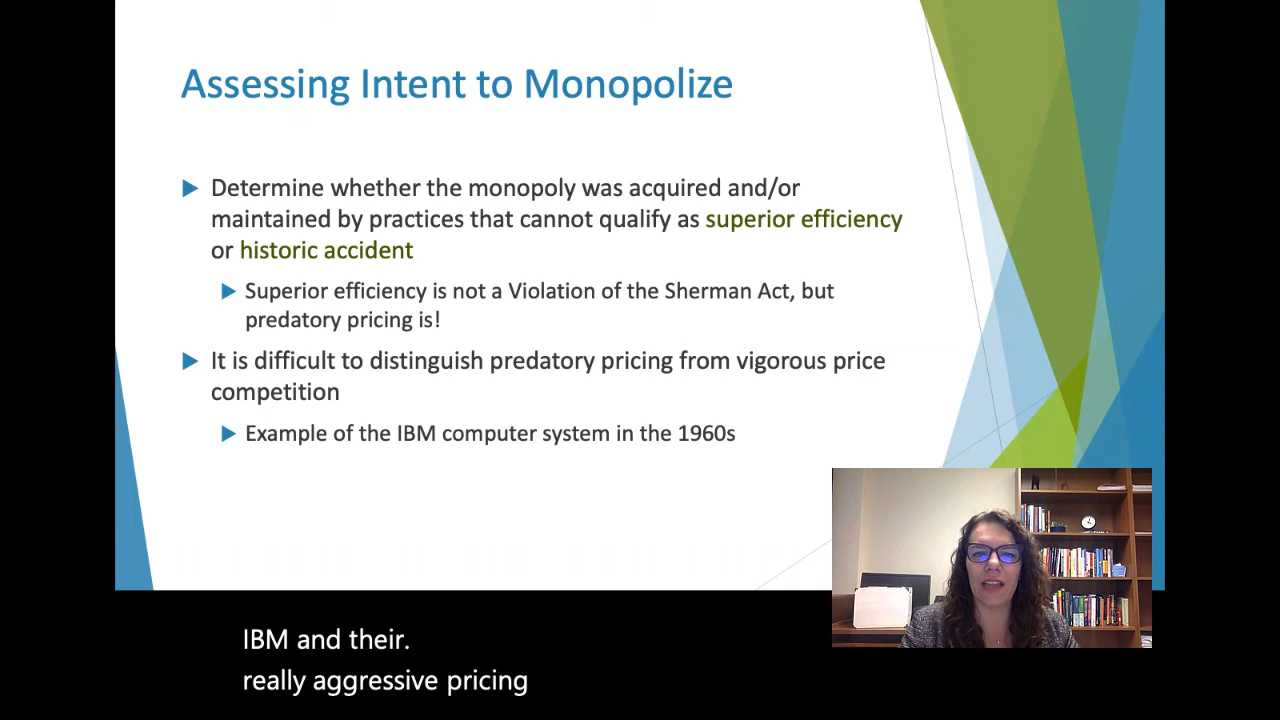 Assessing Intent to Monopolize
Determine whether the monopoly was acquired and/or
maintained by practices that cannot qualify as superior efficiency
or historic accident
Superior efficiency is not a Violation of the Sherman Act, but
predatory pricing is!
It is difficult to distinguish predatory pricing from vigorous price
competition
Example of the IBM computer system in the 1960s
IBM and their.
really aggressive pricing